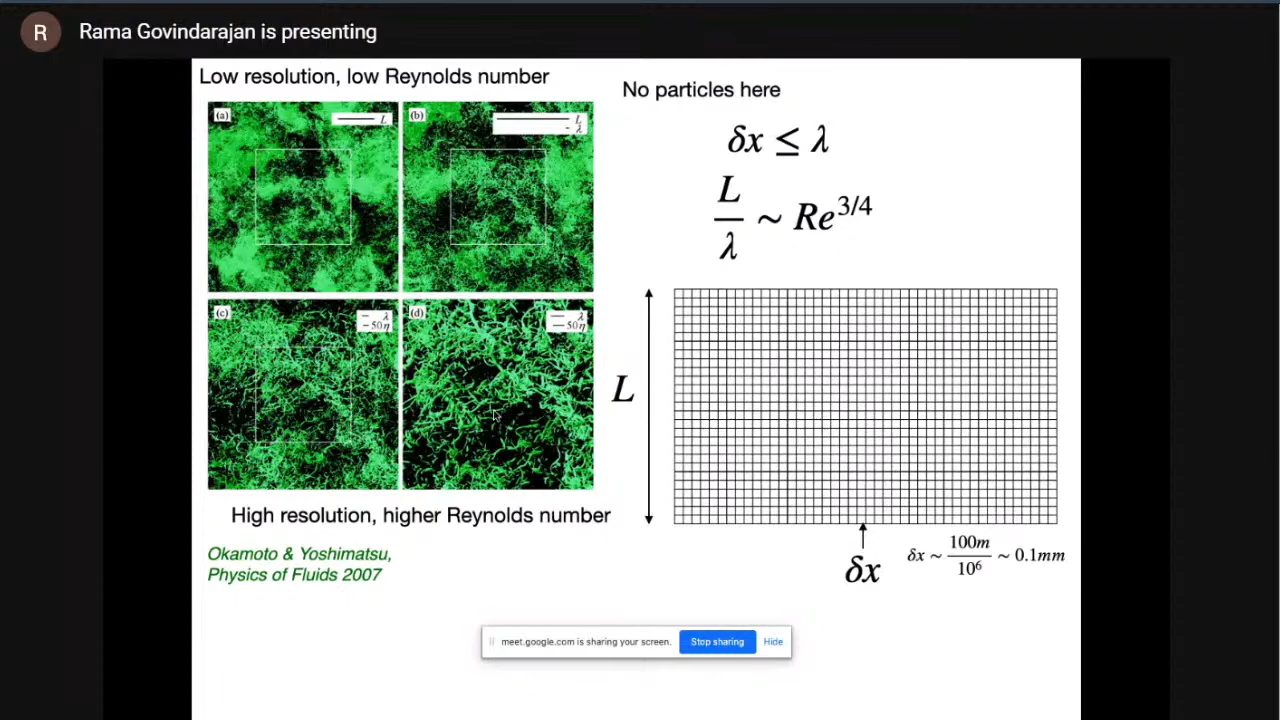 R
Rama Govindarajan is presenting
Low resolution, low Reynolds number
No particles here
(a)
L
(b)
L
λ
δx ≤ λ
L/λ ~ Re^3/4
(c)
λ
50η
(d)
λ
50η
L
High resolution, higher Reynolds number
Okamoto & Yoshimatsu,
Physics of Fluids 2007
δx
δx ~ 100m/10^6 ~ 0.1mm
meet.google.com is sharing your screen.
Stop sharing
Hide